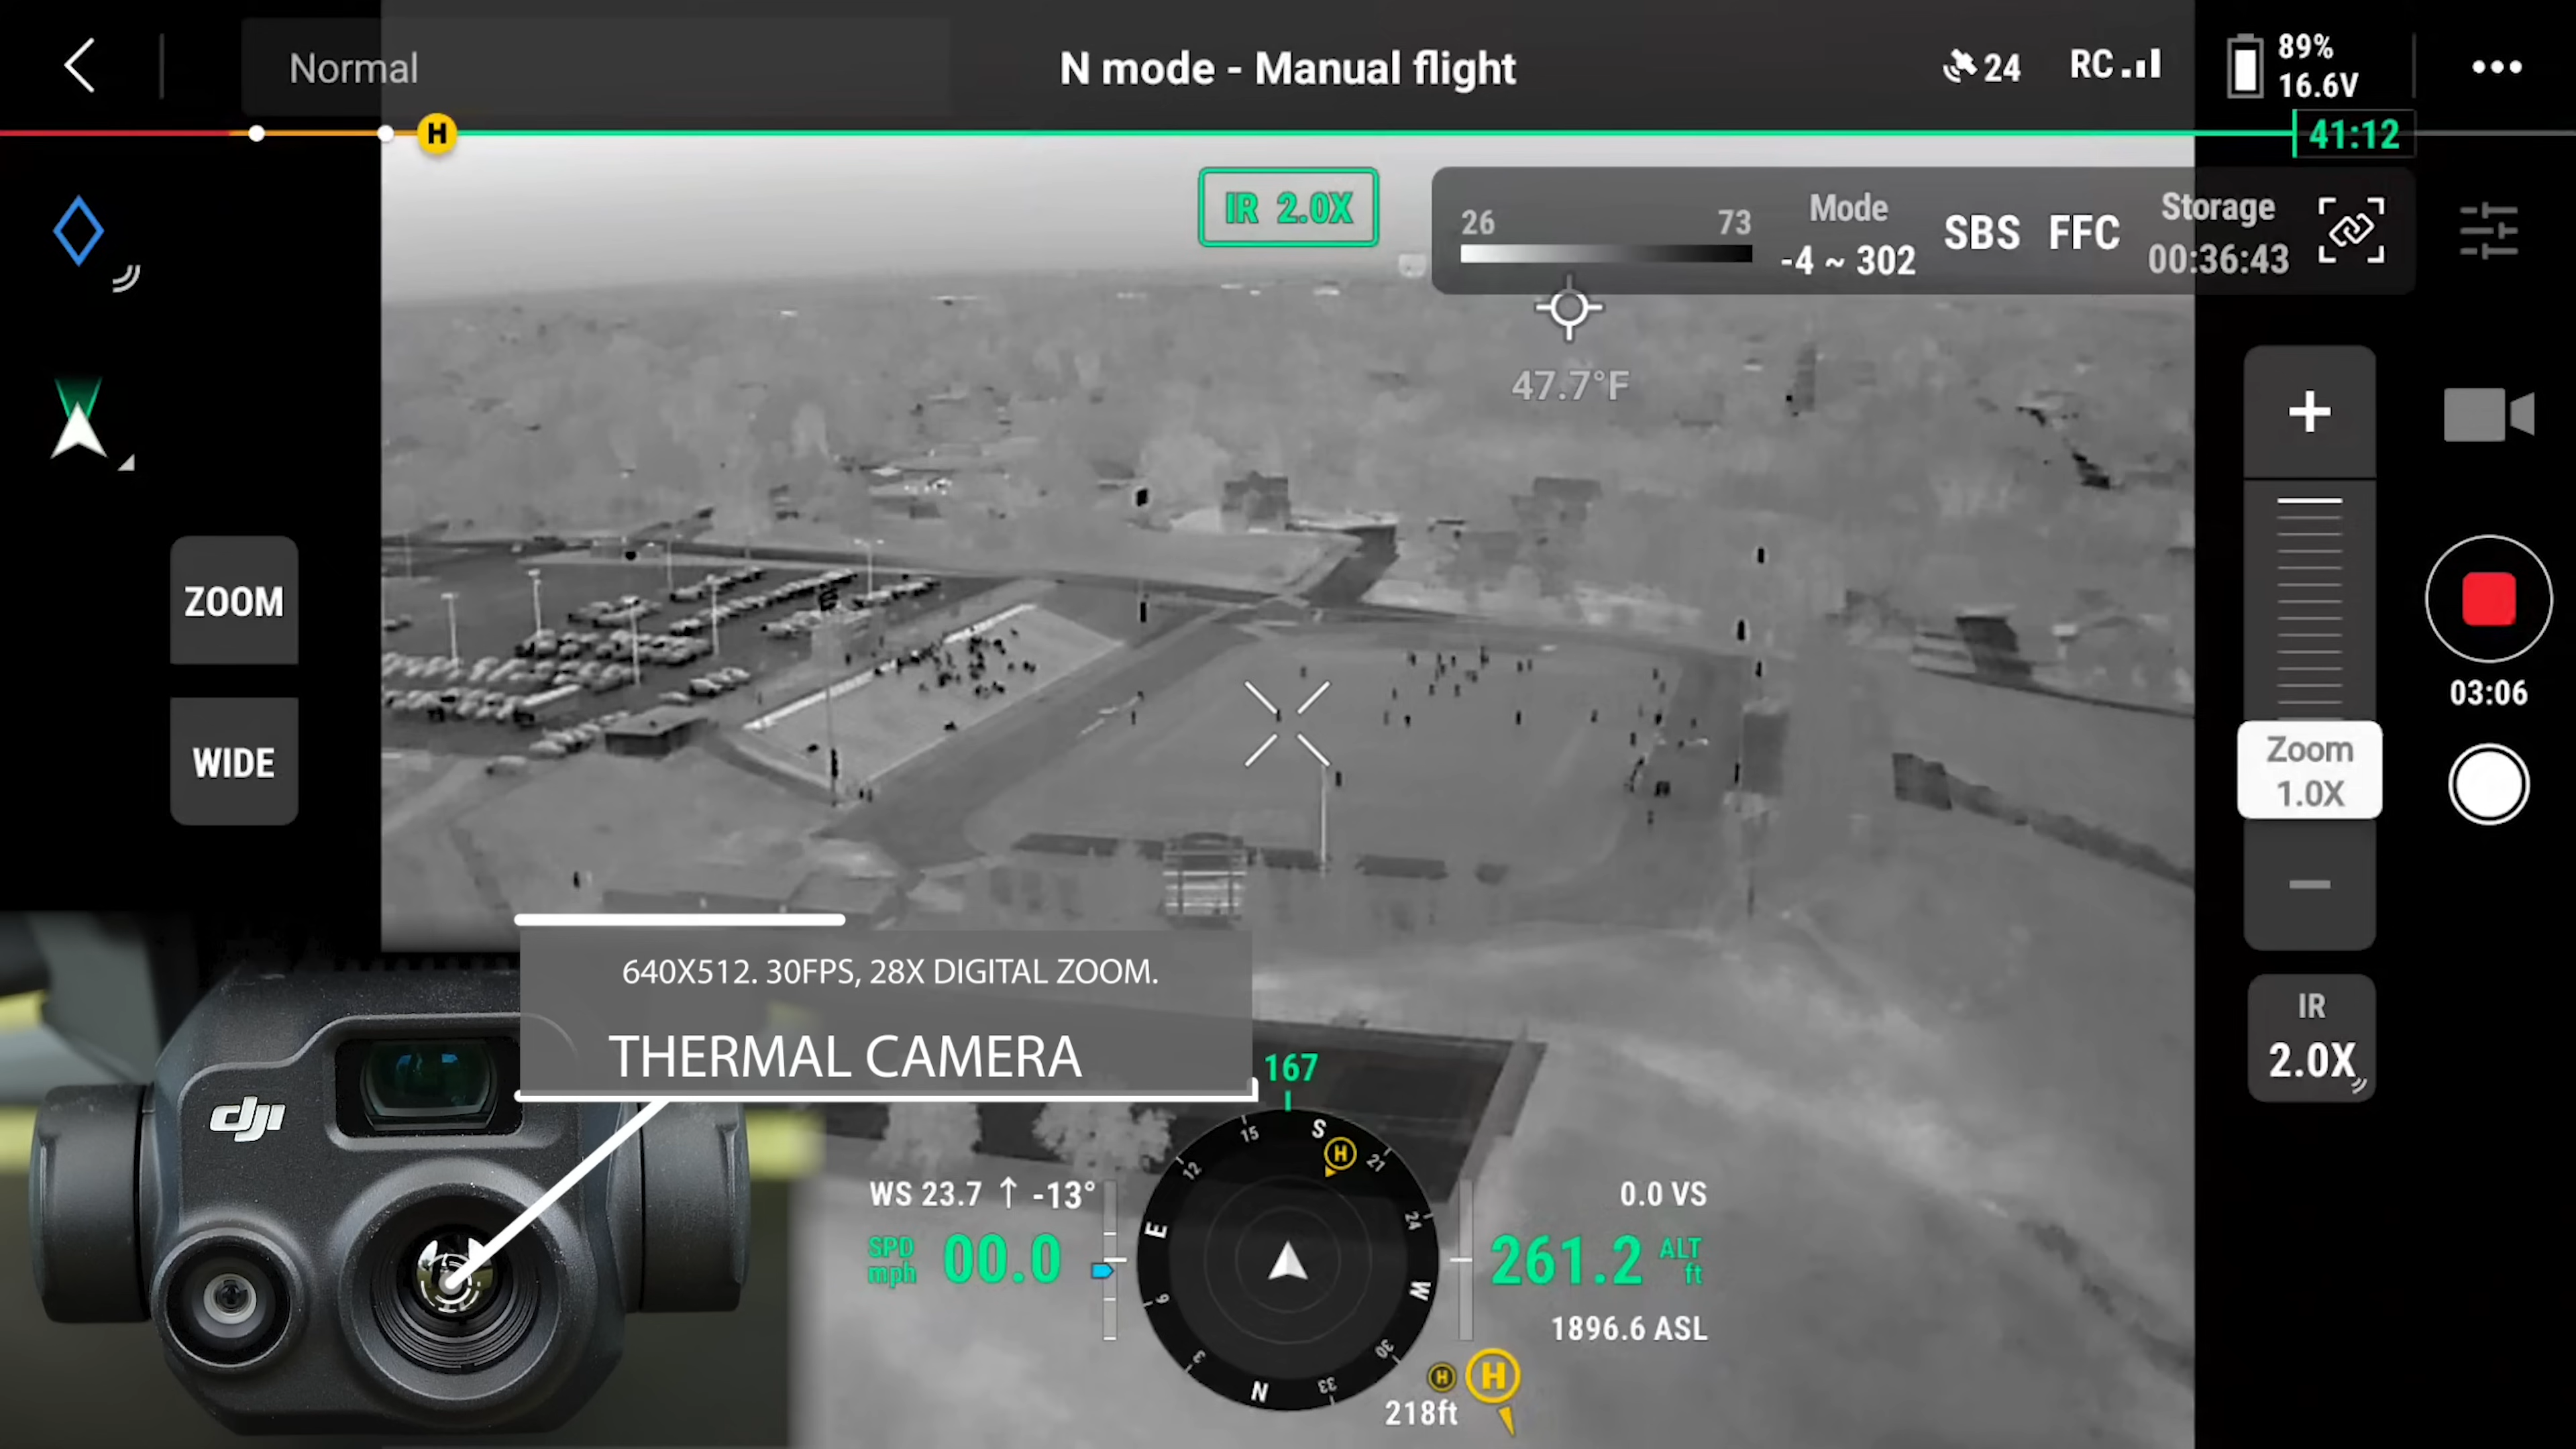 Normal
N mode - Manual flight
24
RC
89%
16.6V
H
41:12
IR 2.0X
26
73
Mode
-4 ~ 302
SBS
FFC
Storage
00:36:43
47.7°F
ZOOM
WIDE
03:06
Zoom
1.0X
IR
2.0X
640X512. 30FPS, 28X DIGITAL ZOOM.
THERMAL CAMERA
dji
167
WS 23.7 ↑ -13°
SPD
mph
00.0
15
S
H
21
12
24
E
W
6
30
3
N
33
0.0 VS
261.2
ALT
ft
1896.6 ASL
H
H
218ft